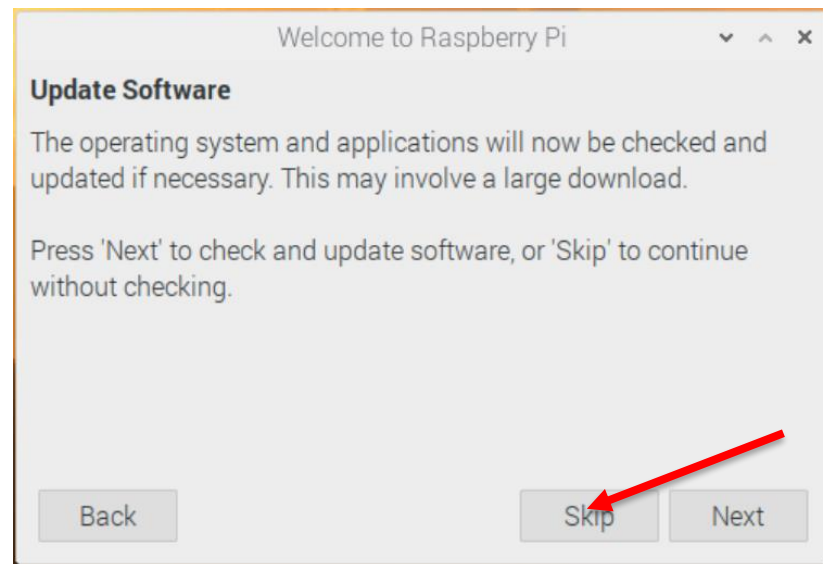 Welcome to Raspberry Pi
Update Software
The operating system and applications will now be checked and
updated if necessary. This may involve a large download.
Press 'Next' to check and update software, or 'Skip' to continue
without checking.
Back
Skip
Next